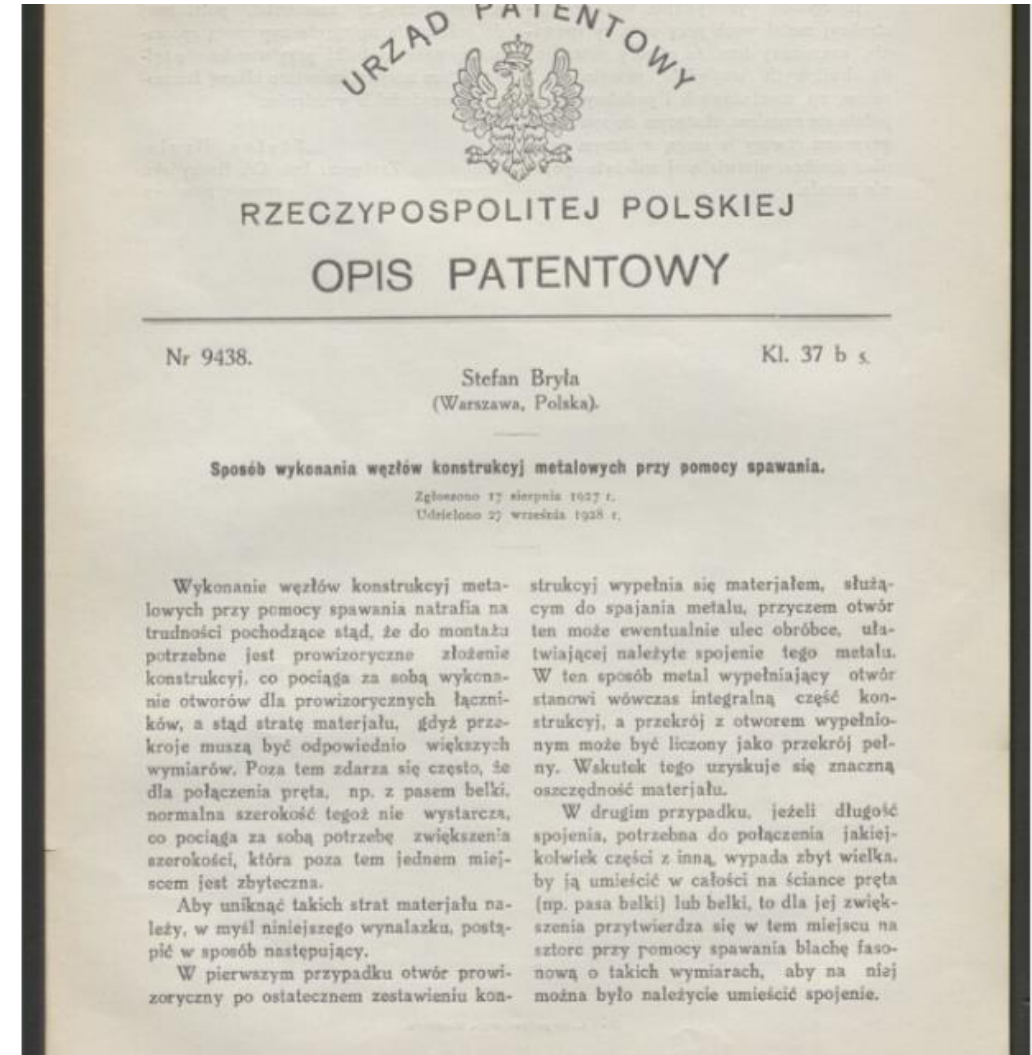 URZĄD PATENTOWY
RZECZYPOSPOLITEJ POLSKIEJ
OPIS PATENTOWY
Nr 9438.
Kl. 37 b s.
Stefan Bryła
(Warszawa, Polska).
Sposób wykonania węzłów konstrukcyj metalowych przy pomocy spawania.
Zgłoszono 17 sierpnia 1927 r.
Udzielono 27 września 1928 r.
Wykonanie węzłów konstrukcyj meta-
lowych przy pomocy spawania natrafia na
trudności pochodzące stąd, że do montażu
potrzebne jest prowizoryczne złożenie
konstrukcyj, co pociąga za sobą wykona-
nie otworów dla prowizorycznych łączni-
ków, a stąd stratę materjału, gdyż prze-
kroje muszą być odpowiednio większych
wymiarów. Poza tem zdarza się często, że
dla połączenia pręta, np. z pasem belki,
normalna szerokość tegoż nie wystarcza,
co pociąga za sobą potrzebę zwiększenia
szerokości, która poza tem jednem miej-
scem jest zbyteczna.
Aby uniknąć takich strat materjału na-
leży, w myśl niniejszego wynalazku, postą-
pić w sposób następujący.
W pierwszym przypadku otwór prowi-
zoryczny po ostatecznem zestawieniu kon-
strukcyj wypełnia się materjałem, służą-
cym do spajania metalu, przyczem otwór
ten może ewentualnie ulec obróbce, uła-
twiającej należyte spojenie tego metalu.
W ten sposób metal wypełniający otwór
stanowi wówczas integralną część kon-
strukcyj, a przekrój z otworem wypełnio-
nym może być liczony jako przekrój peł-
ny. Wskutek tego uzyskuje się znaczną
oszczędność materjału.
W drugim przypadku, jeżeli długość
spojenia, potrzebna do połączenia jakiej-
kolwiek części z inną, wypada zbyt wielka,
by ją umieścić w całości na ściance pręta
(np. pasa belki) lub belki, to dla jej zwięk-
szenia przytwierdza się w tem miejscu na
sztorc przy pomocy spawania blachę faso-
nową o takich wymiarach, aby na niej
można było należycie umieścić spojenie.